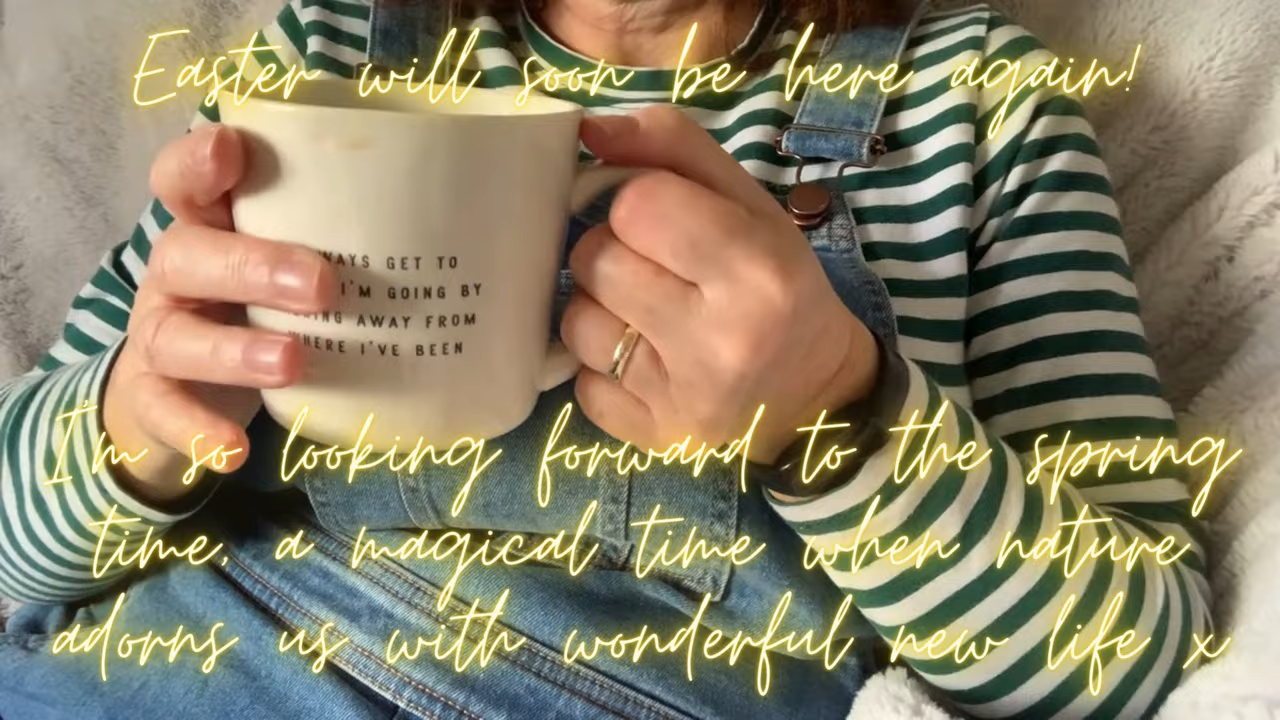 Easter will soon be here again!
GET TO
I'M GOING BY
AWAY FROM
WHERE I'VE BEEN
I'm so looking forward to the spring
time, a magical time when nature
adorns us with wonderful new life x